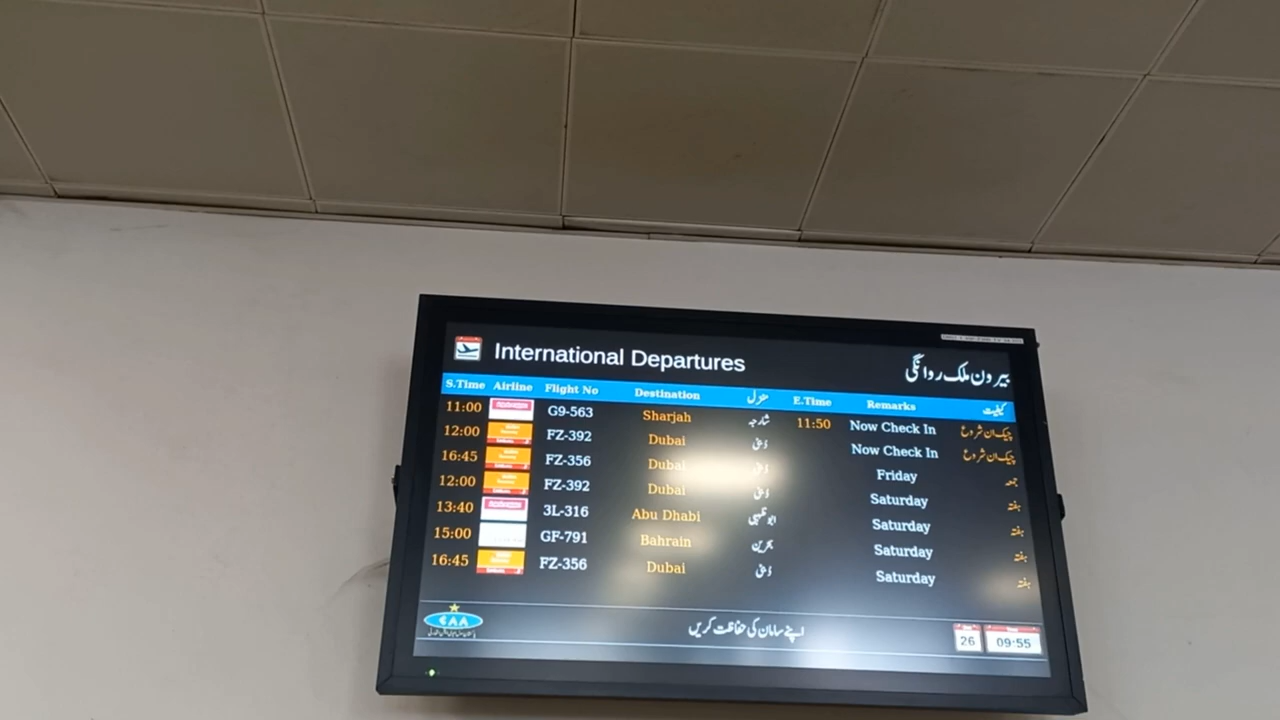 International Departures بیرون ملک روانگی
S.Time Airline Flight No Destination منزل E.Time Remarks کیفیت
11:00 G9-563 Sharjah شارجہ 11:50 Now Check In چیک ان شروع
12:00 FZ-392 Dubai دُبئی Now Check In چیک ان شروع
16:45 FZ-356 Dubai دُبئی Friday جمعہ
12:00 FZ-392 Dubai دُبئی Saturday ہفتہ
13:40 3L-316 Abu Dhabi ابوظہبی Saturday ہفتہ
15:00 GF-791 Bahrain بحرین Saturday ہفتہ
16:45 FZ-356 Dubai دُبئی Saturday ہفتہ
CAA اپنے سامان کی حفاظت کریں 26 09:55